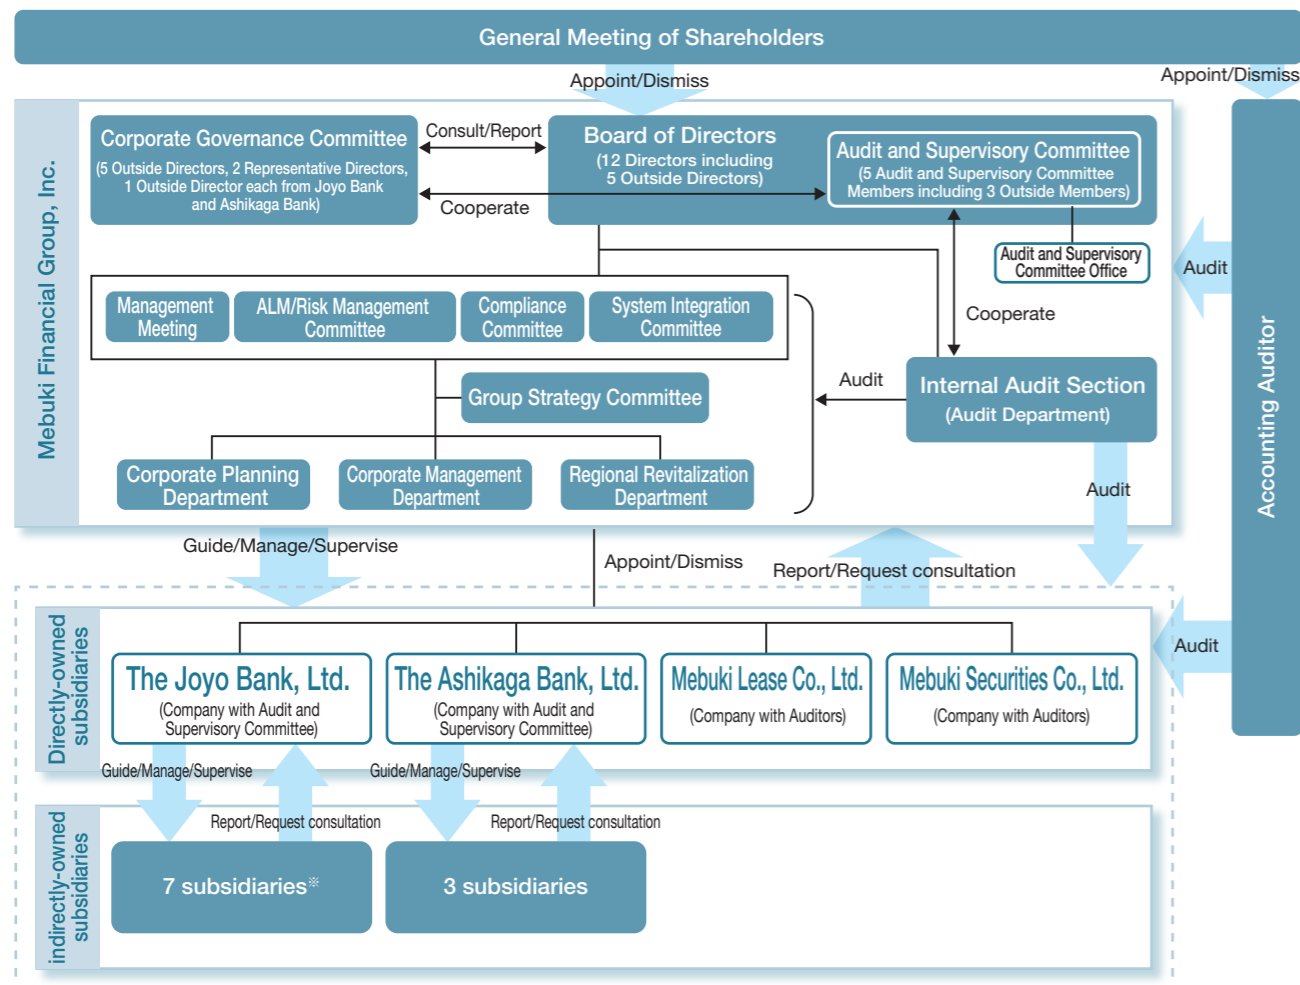 General Meeting of Shareholders
Appoint/Dismiss
Appoint/Dismiss
Mebuki Financial Group, Inc.
Corporate Governance Committee
(5 Outside Directors, 2 Representative Directors,
1 Outside Director each from Joyo Bank
and Ashikaga Bank)
Consult/Report
Cooperate
Board of Directors
(12 Directors including
5 Outside Directors)
Audit and Supervisory Committee
(5 Audit and Supervisory Committee
Members including 3 Outside Members)
Audit and Supervisory
Committee Office
Audit
Accounting Auditor
Management
Meeting
ALM/Risk Management
Committee
Compliance
Committee
System Integration
Committee
Cooperate
Group Strategy Committee
Audit
Internal Audit Section
(Audit Department)
Corporate Planning
Department
Corporate Management
Department
Regional Revitalization
Department
Audit
Guide/Manage/Supervise
Appoint/Dismiss
Report/Request consultation
Directly-owned
subsidiaries
The Joyo Bank, Ltd.
(Company with Audit and
Supervisory Committee)
The Ashikaga Bank, Ltd.
(Company with Audit and
Supervisory Committee)
Mebuki Lease Co., Ltd.
(Company with Auditors)
Mebuki Securities Co., Ltd.
(Company with Auditors)
Audit
Guide/Manage/Supervise
Report/Request consultation
Guide/Manage/Supervise
Report/Request consultation
indirectly-owned
subsidiaries
7 subsidiaries※
3 subsidiaries